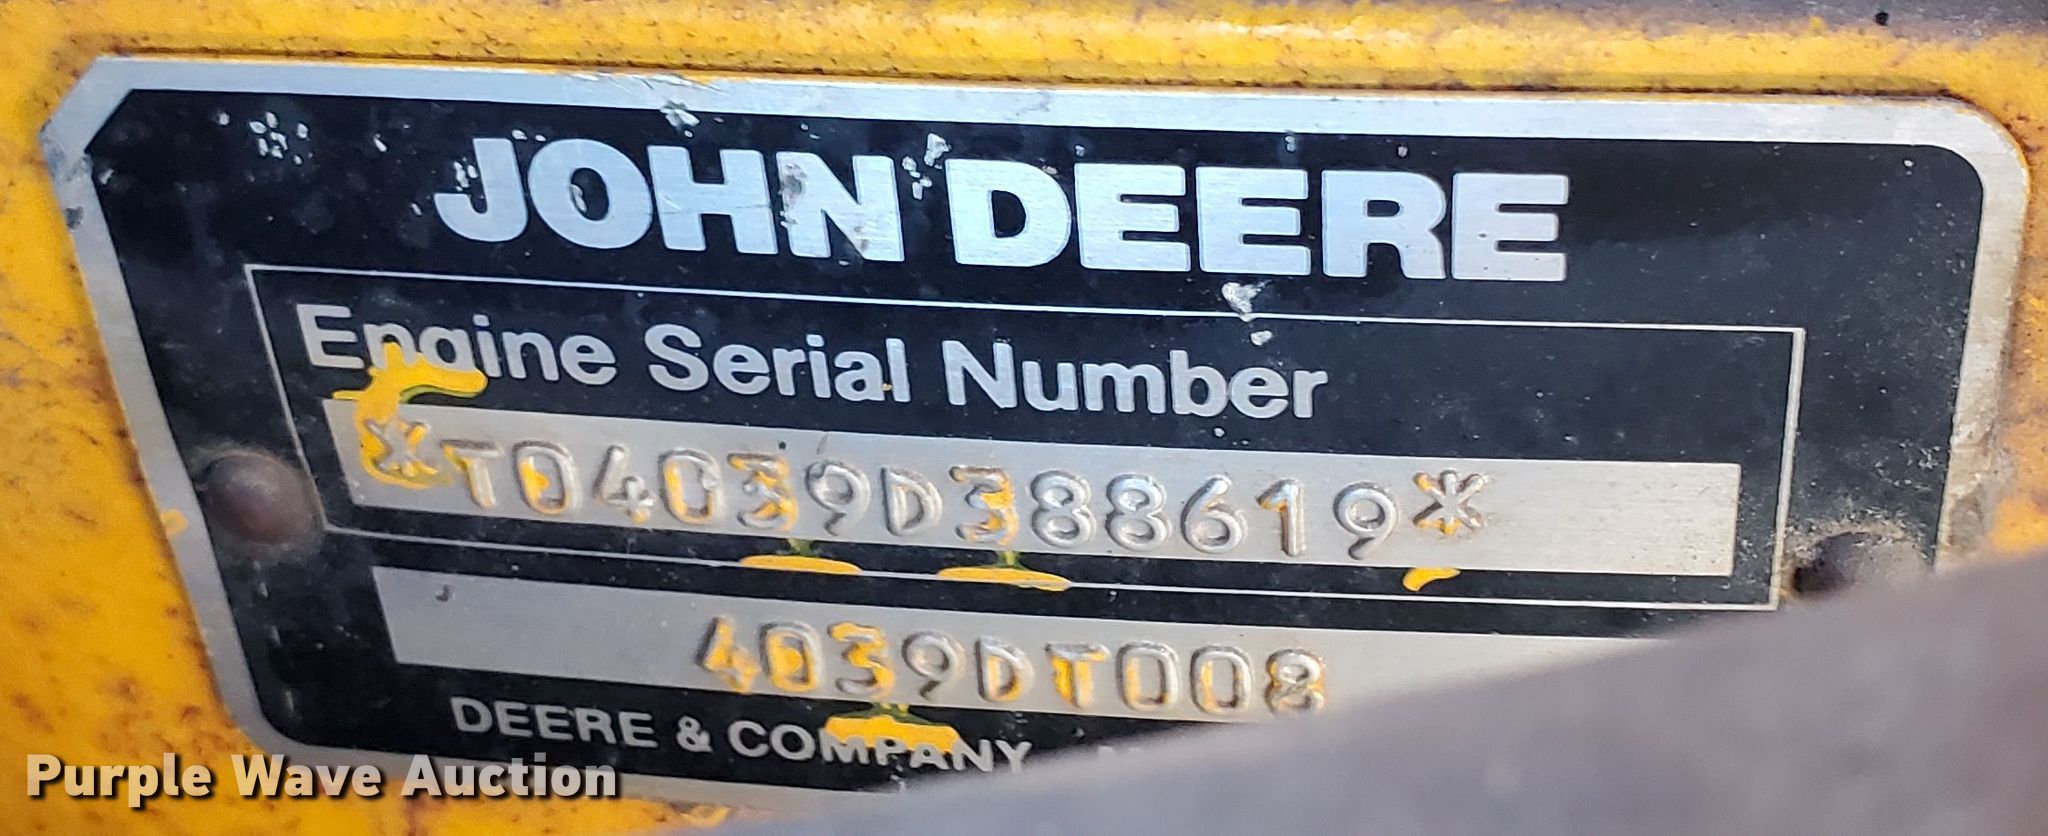 JOHN DEERE
Engine Serial Number
*T04039D388619*
4039DT008
DEERE & COMPANY
Purple Wave Auction